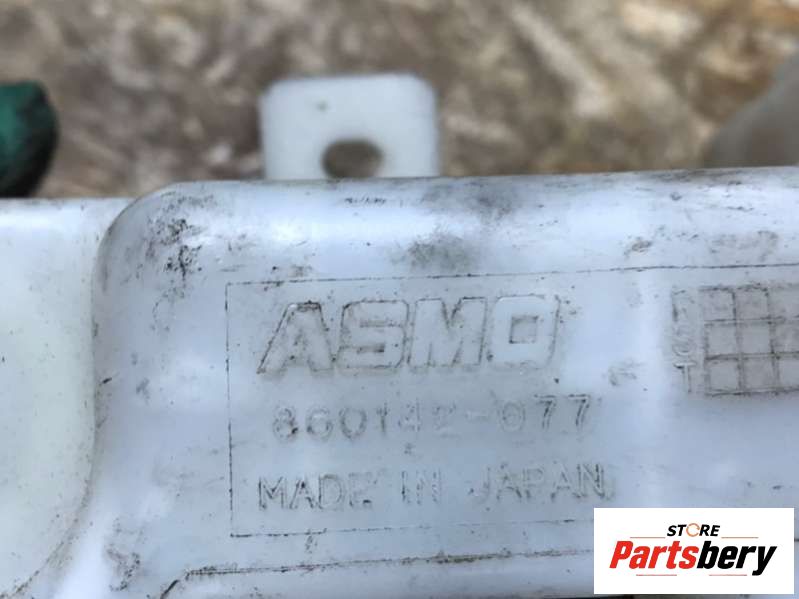 ASMO
860142-077
MADE IN JAPAN
STORE
Partsbery